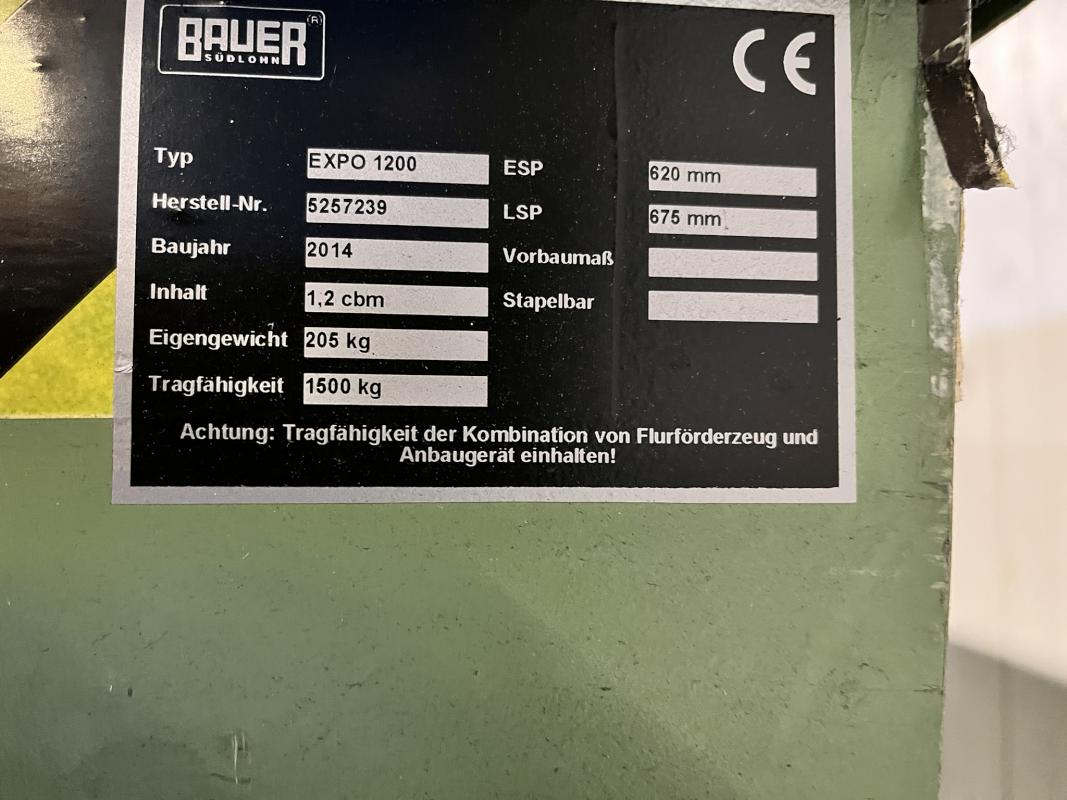 BAUER (R)
SÜDLOHN
CE
Typ EXPO 1200 ESP 620 mm
Herstell-Nr. 5257239 LSP 675 mm
Baujahr 2014 Vorbaumaß
Inhalt 1,2 cbm Stapelbar
Eigengewicht 205 kg
Tragfähigkeit 1500 kg
Achtung: Tragfähigkeit der Kombination von Flurförderzeug und
Anbaugerät einhalten!